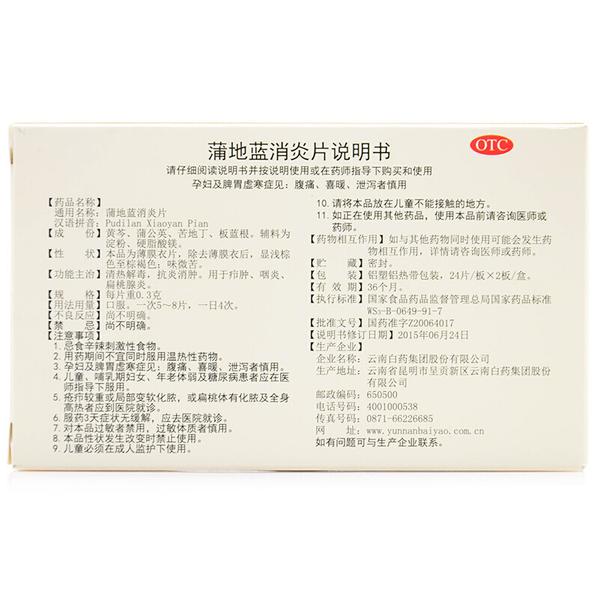 OTC
蒲地蓝消炎片说明书
请仔细阅读说明书并按说明使用或在药师指导下购买和使用
孕妇及脾胃虚寒症见：腹痛、喜暖、泄泻者慎用
【药品名称】
通用名称：蒲地蓝消炎片
汉语拼音：Pudilan Xiaoyan Pian
【成　　份】黄芩、蒲公英、苦地丁、板蓝根。辅料为
淀粉、硬脂酸镁。
【性　　状】本品为薄膜衣片，除去薄膜衣后，显浅棕
色至棕褐色；味微苦。
【功能主治】清热解毒，抗炎消肿。用于疖肿、咽炎、
扁桃腺炎。
【规　　格】每片重0.3克
【用法用量】口服。一次5～8片，一日4次。
【不良反应】尚不明确。
【禁　　忌】尚不明确。
【注意事项】
1. 忌食辛辣刺激性食物。
2. 用药期间不宜同时服用温热性药物。
3. 孕妇及脾胃虚寒症见：腹痛、喜暖、泄泻者慎用。
4. 儿童、哺乳期妇女、年老体弱及糖尿病患者应在医
师指导下服用。
5. 疮疖较重或局部变软化脓，或扁桃体有化脓及全身
高热者应到医院就诊。
6. 服药3天症状无缓解，应去医院就诊。
7. 对本品过敏者禁用，过敏体质者慎用。
8. 本品性状发生改变时禁止使用。
9. 儿童必须在成人监护下使用。
10. 请将本品放在儿童不能接触的地方。
11. 如正在使用其他药品，使用本品前请咨询医师或
药师。
【药物相互作用】如与其他药物同时使用可能会发生药
物相互作用，详情请咨询医师或药师。
【贮　　藏】密封。
【包　　装】铝塑铝热带包装，24片/板×2板/盒。
【有 效 期】36个月。
【执行标准】国家食品药品监督管理总局国家药品标准
WS₃-B-0649-91-7
【批准文号】国药准字Z20064017
【说明书修订日期】2015年06月24日
【生产企业】
企业名称：云南白药集团股份有限公司
生产地址：云南省昆明市呈贡新区云南白药集团股份
有限公司
邮政编码：650500
电话号码：4001000538
传真号码：0871-66226685
网　　址：www.yunnanbaiyao.com.cn
如有问题可与生产企业联系。